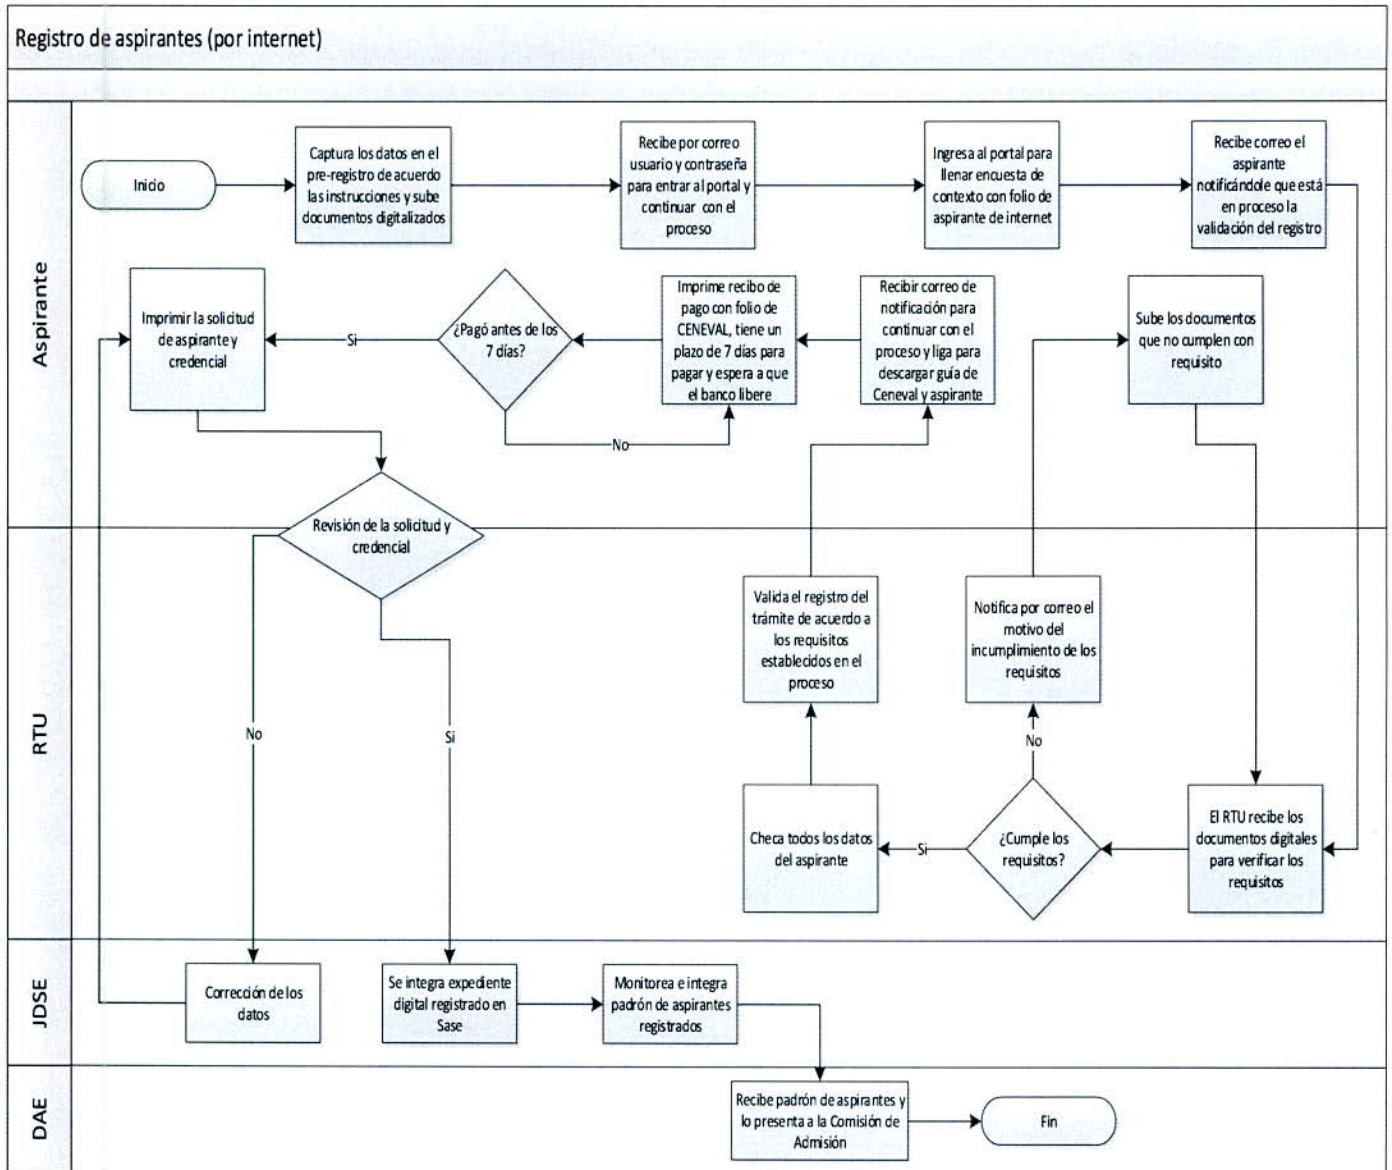 Registro de aspirantes (por internet)
Aspirante
Inicio
Captura los datos en el
pre-registro de acuerdo
las instrucciones y sube
documentos digitalizados
Recibe por correo
usuario y contraseña
para entrar al portal y
continuar con el
proceso
Ingresa al portal para
llenar encuesta de
contexto con folio de
aspirante de internet
Recibe correo el
aspirante
notificándole que está
en proceso la
validación del registro
Imprimir la solicitud
de aspirante y
credencial
Si
¿Pagó antes de los
7 días?
No
Imprime recibo de
pago con folio de
CENEVAL, tiene un
plazo de 7 días para
pagar y espera a que
el banco libere
Recibir correo de
notificación para
continuar con el
proceso y liga para
descargar guía de
Ceneval y aspirante
Sube los documentos
que no cumplen con
requisito
Revisión de la solicitud y
credencial
RTU
No
Si
Valida el registro del
trámite de acuerdo a
los requisitos
establecidos en el
proceso
Notifica por correo el
motivo del
incumplimiento de los
requisitos
No
Checa todos los datos
del aspirante
Si
¿Cumple los
requisitos?
El RTU recibe los
documentos digitales
para verificar los
requisitos
JDSE
Corrección de los
datos
Se integra expediente
digital registrado en
Sase
Monitorea e integra
padrón de aspirantes
registrados
DAE
Recibe padrón de aspirantes y
lo presenta a la Comisión de
Admisión
Fin